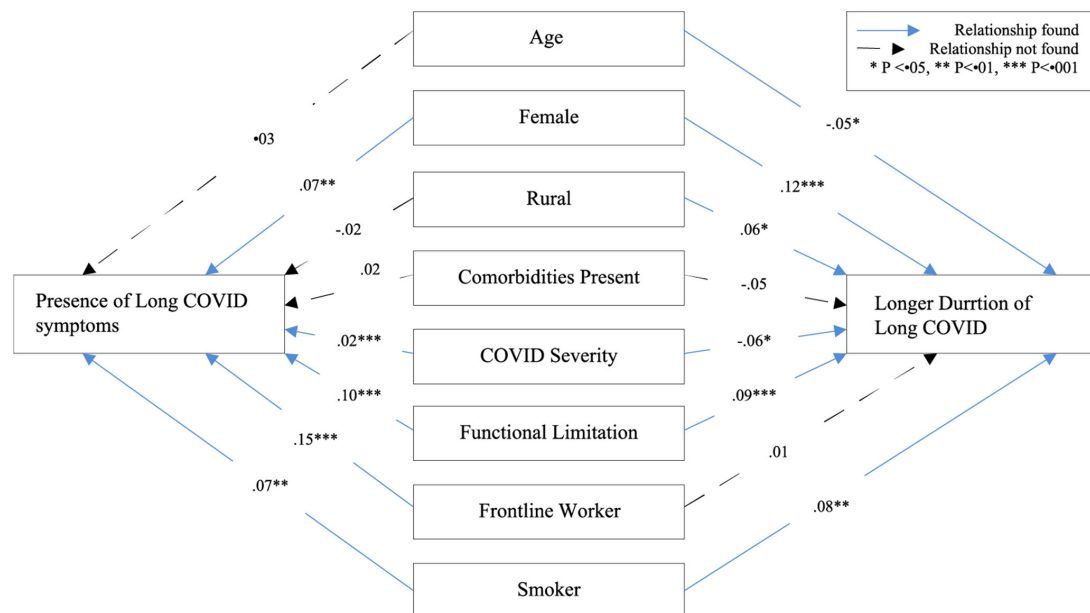 Age
Relationship found
Relationship not found
* P <•05, ** P<•01, *** P<•001
Female
•03
-.05*
.07**
.12***
Rural
-.02
.06*
.02
Comorbidities Present
-.05
Presence of Long COVID
symptoms
Longer Durrtion of
Long COVID
.02***
COVID Severity
-.06*
.10***
.09***
Functional Limitation
.15***
.01
.07**
Frontline Worker
.08**
Smoker